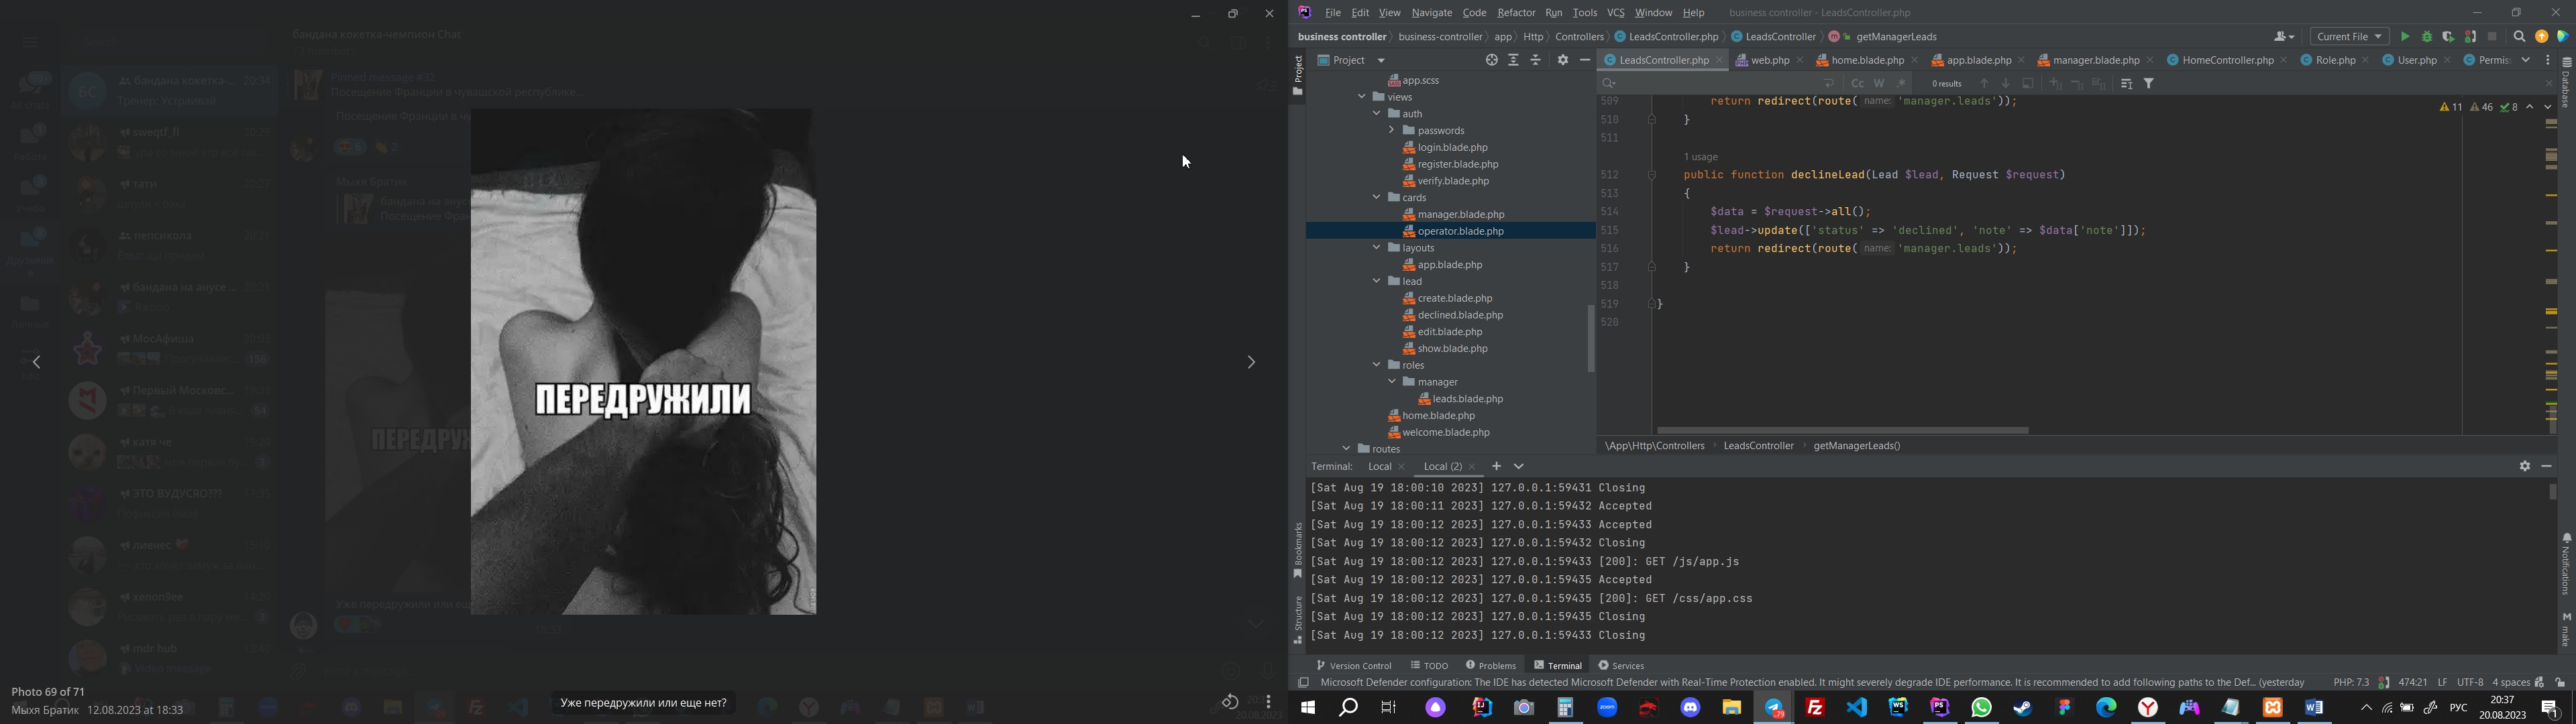 бандана кокетка-чемпион Chat
Pinned message #32
Посещение Франции в чувашской республике...
бандана кокетка-... 20:34
Тренер: Устраивай
sweqtf_fl
тати
пепсикола
бандана на анусе ...
МосАфиша
136
Первый Московс...
54
катя че
ЭТО ВУДУСЯО???
xenon9ee
mdr hub
Video message
Мыхя Братик
ПЕРЕДРУЖИЛИ
Photo 69 of 71
Мыхя Братик 12.08.2023 at 18:33
Уже передружили или еще нет?
File Edit View Navigate Code Refactor Run Tools VCS Window Help
business controller - LeadsController.php
business controller business-controller app Http Controllers LeadsController.php LeadsController getManagerLeads
Current File
Project
Project
LeadsController.php web.php home.blade.php app.blade.php manager.blade.php HomeController.php Role.php User.php Permis
Cc W .* 0 results
app.scss
views
auth
passwords
login.blade.php
register.blade.php
verify.blade.php
cards
manager.blade.php
operator.blade.php
layouts
app.blade.php
lead
create.blade.php
declined.blade.php
edit.blade.php
show.blade.php
roles
manager
leads.blade.php
home.blade.php
welcome.blade.php
routes
11 46 8
509 return redirect(route( name: 'manager.leads'));
510 }
511
1 usage
512 public function declineLead(Lead $lead, Request $request)
513 {
514 $data = $request->all();
515 $lead->update(['status' => 'declined', 'note' => $data['note']]);
516 return redirect(route( name: 'manager.leads'));
517 }
518
519 }
520
\App\Http\Controllers LeadsController getManagerLeads()
Terminal: Local Local (2)
[Sat Aug 19 18:00:10 2023] 127.0.0.1:59431 Closing
[Sat Aug 19 18:00:11 2023] 127.0.0.1:59432 Accepted
[Sat Aug 19 18:00:12 2023] 127.0.0.1:59433 Accepted
[Sat Aug 19 18:00:12 2023] 127.0.0.1:59432 Closing
[Sat Aug 19 18:00:12 2023] 127.0.0.1:59433 [200]: GET /js/app.js
[Sat Aug 19 18:00:12 2023] 127.0.0.1:59435 Accepted
[Sat Aug 19 18:00:12 2023] 127.0.0.1:59435 [200]: GET /css/app.css
[Sat Aug 19 18:00:12 2023] 127.0.0.1:59435 Closing
[Sat Aug 19 18:00:12 2023] 127.0.0.1:59433 Closing
Database
Notifications
make
Bookmarks
Structure
Version Control TODO Problems Terminal Services
Microsoft Defender configuration: The IDE has detected Microsoft Defender with Real-Time Protection enabled. It might severely degrade IDE performance. It is recommended to add following paths to the Def... (yesterday
PHP: 7.3 474:21 LF UTF-8 4 spaces
79
РУС
20:37
20.08.2023